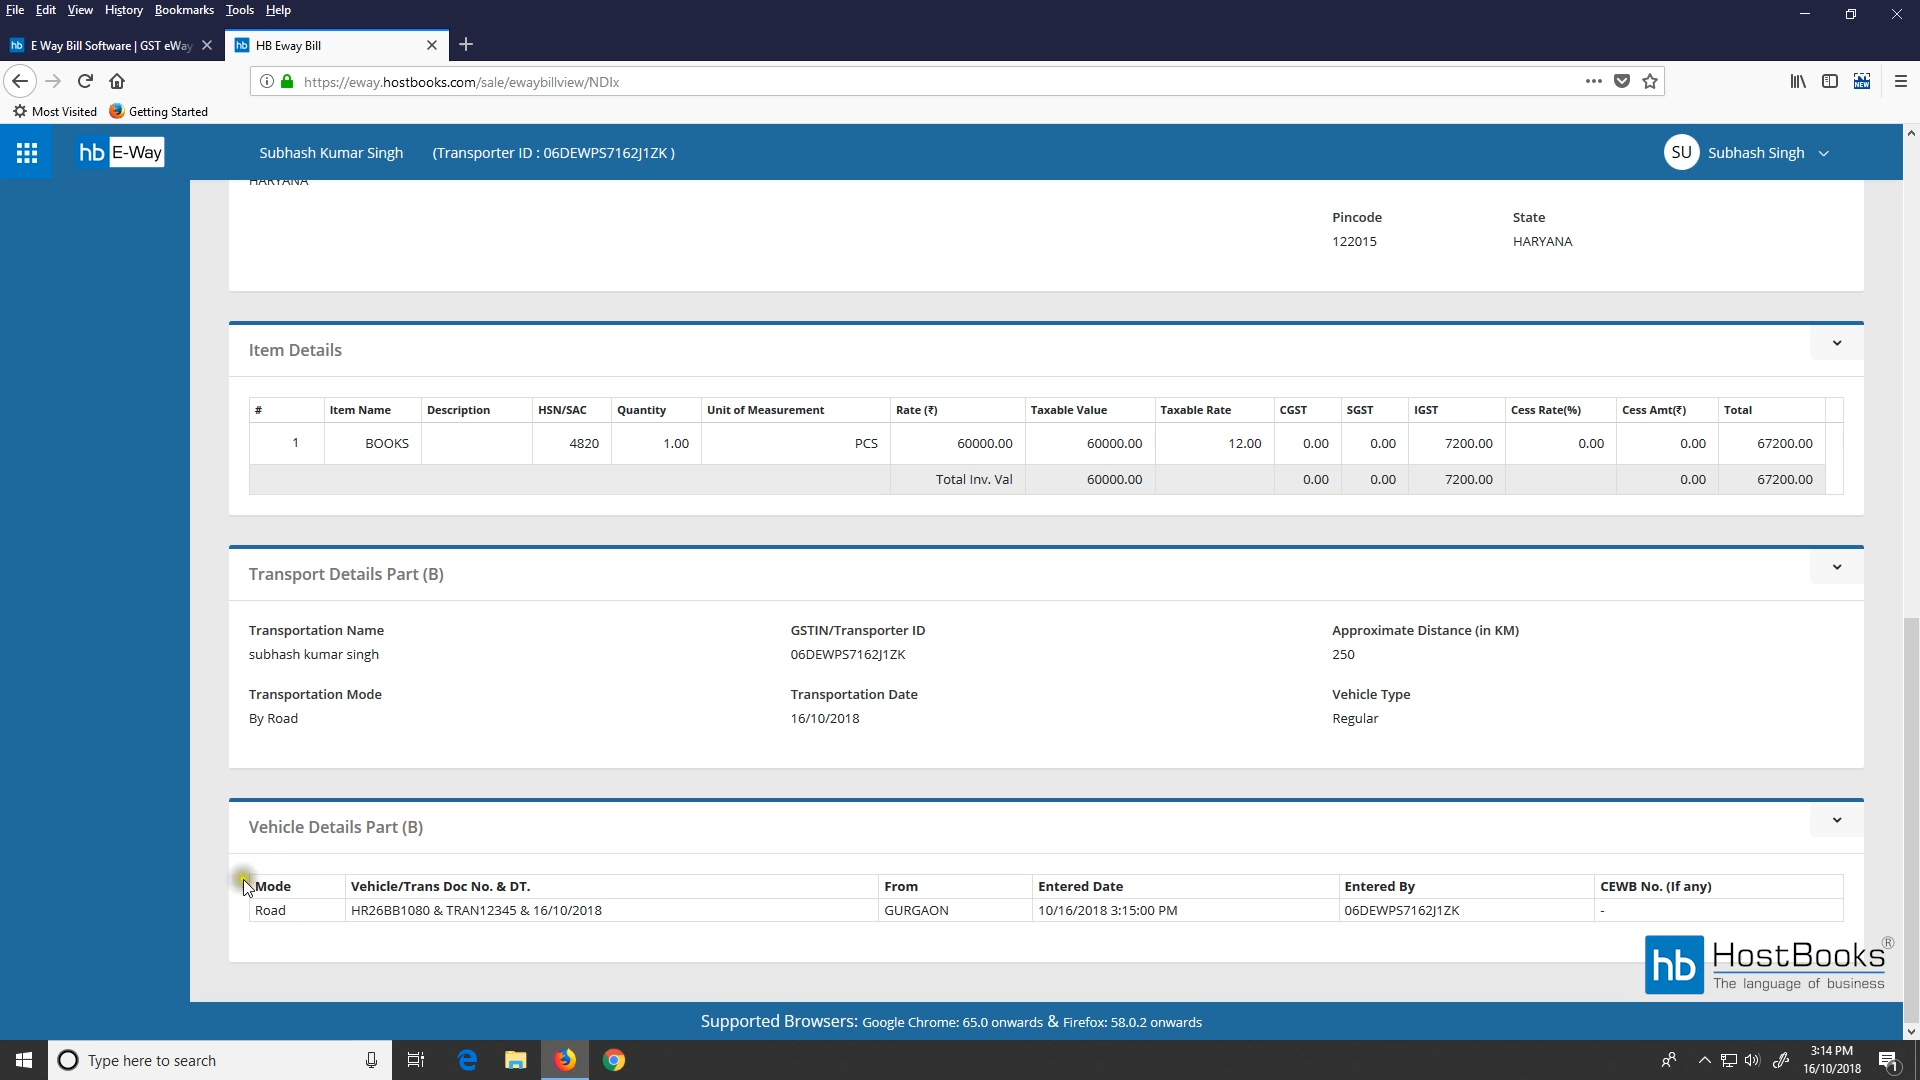 File Edit View History Bookmarks Tools Help
hb E Way Bill Software | GST eWay
hb HB Eway Bill
https://eway.hostbooks.com/sale/ewaybillview/NDIx
NEW
Most Visited Getting Started
hb E-Way Subhash Kumar Singh (Transporter ID : 06DEWPS7162J1ZK ) SU Subhash Singh
HARYANA
Pincode State
122015 HARYANA
Item Details
# Item Name Description HSN/SAC Quantity Unit of Measurement Rate (₹) Taxable Value Taxable Rate CGST SGST IGST Cess Rate(%) Cess Amt(₹) Total
1 BOOKS 4820 1.00 PCS 60000.00 60000.00 12.00 0.00 0.00 7200.00 0.00 0.00 67200.00
Total Inv. Val 60000.00 0.00 0.00 7200.00 0.00 67200.00
Transport Details Part (B)
Transportation Name GSTIN/Transporter ID Approximate Distance (in KM)
subhash kumar singh 06DEWPS7162J1ZK 250
Transportation Mode Transportation Date Vehicle Type
By Road 16/10/2018 Regular
Vehicle Details Part (B)
Mode Vehicle/Trans Doc No. & DT. From Entered Date Entered By CEWB No. (If any)
Road HR26BB1080 & TRAN12345 & 16/10/2018 GURGAON 10/16/2018 3:15:00 PM 06DEWPS7162J1ZK -
hb HostBooks®
The language of business
Supported Browsers: Google Chrome: 65.0 onwards & Firefox: 58.0.2 onwards
Type here to search
3:14 PM
16/10/2018
1